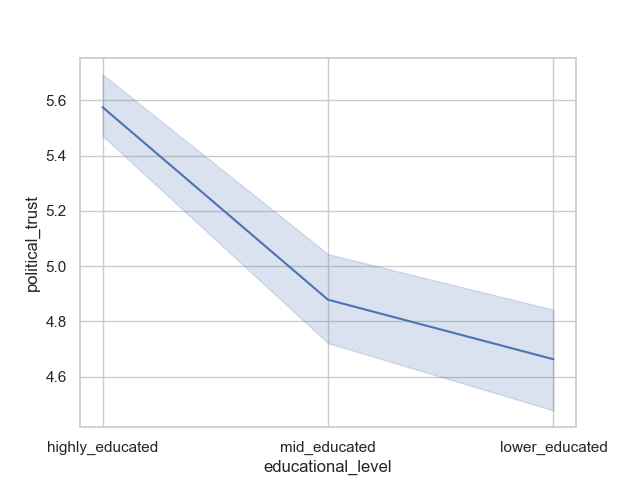 5.6
5.4
5.2
5.0
4.8
4.6
political_trust
highly_educated
mid_educated
lower_educated
educational_level